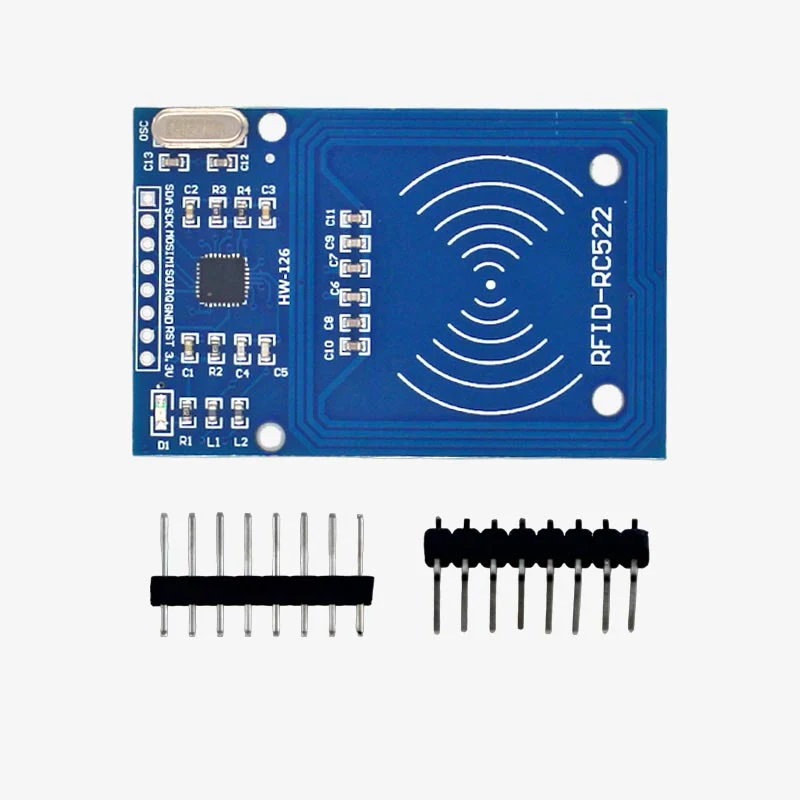 OSC
C13
C12
SDA SCK MOSI MISO IRQ GND RST 3.3V
C2
R3
R4
C3
HW-126
C1
R2
C4
C5
D1
R1
L1
L2
C11
C9
C7
C6
C8
C10
RFID-RC522